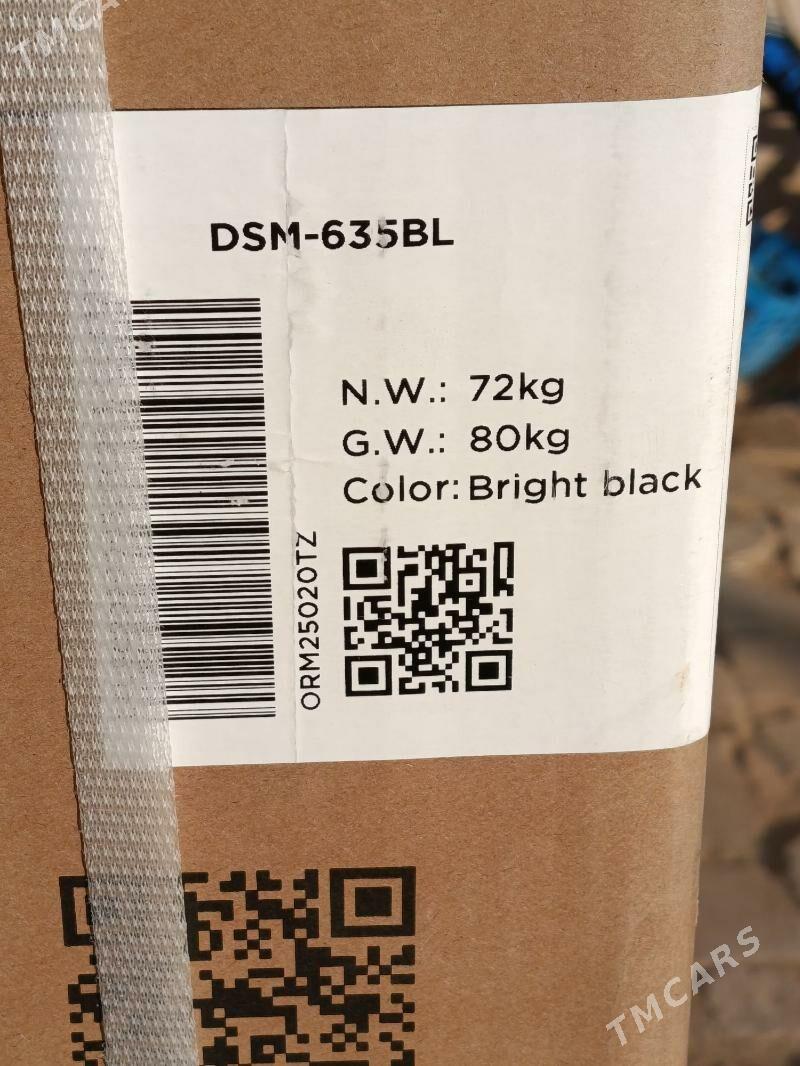 TMCARS
DSM-635BL
N.W.: 72kg
G.W.: 80kg
Color: Bright black
ORM25020TZ
TMCARS